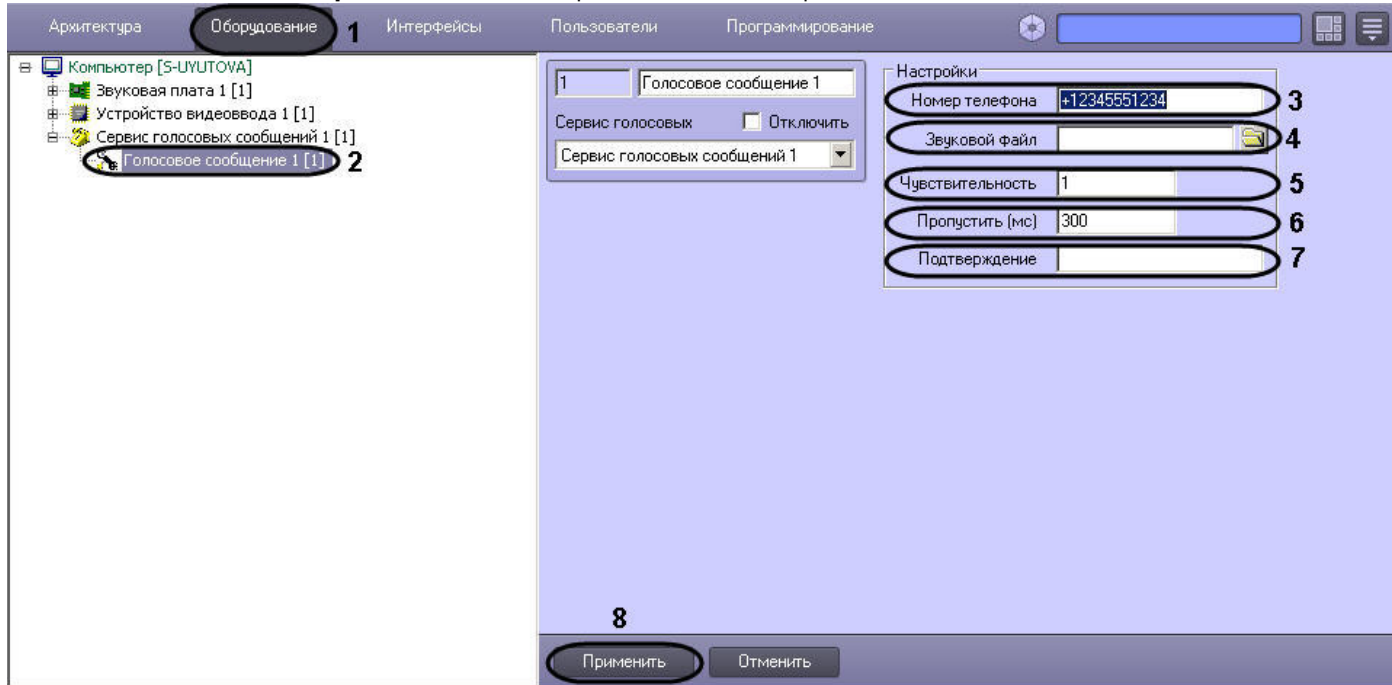 Архитектура Оборудование 1 Интерфейсы Пользователи Программирование
Компьютер [S-UYUTOVA]
Звуковая плата 1 [1]
Устройство видеоввода 1 [1]
Сервис голосовых сообщений 1 [1]
Голосовое сообщение 1 [1] 2
1 Голосовое сообщение 1
Сервис голосовых Отключить
Сервис голосовых сообщений 1
Настройки
Номер телефона +12345551234 3
Звуковой файл 4
Чувствительность 1 5
Пропустить (мс) 300 6
Подтверждение 7
8
Применить Отменить